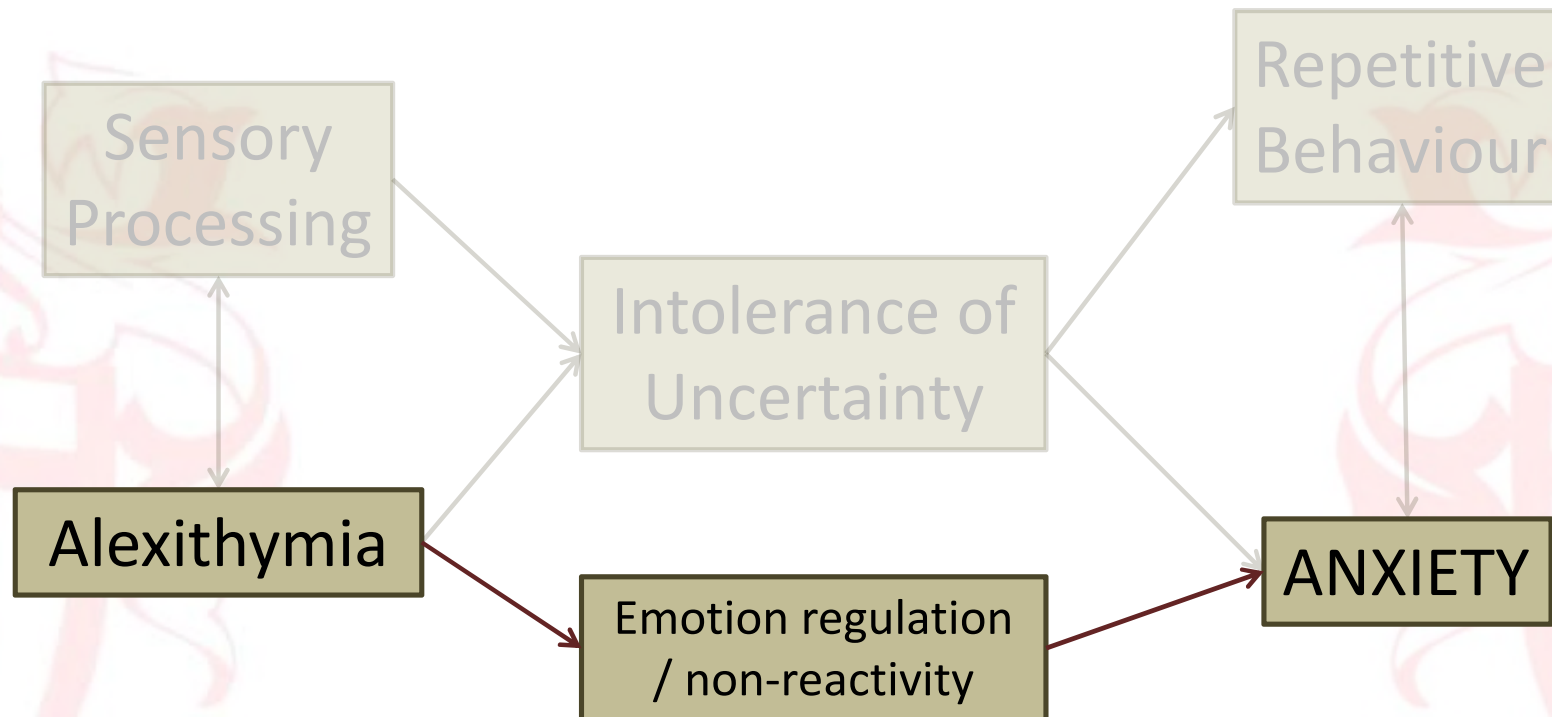 Sensory
Processing
Repetitive
Behaviour
Intolerance of
Uncertainty
Alexithymia
Emotion regulation
/ non-reactivity
ANXIETY